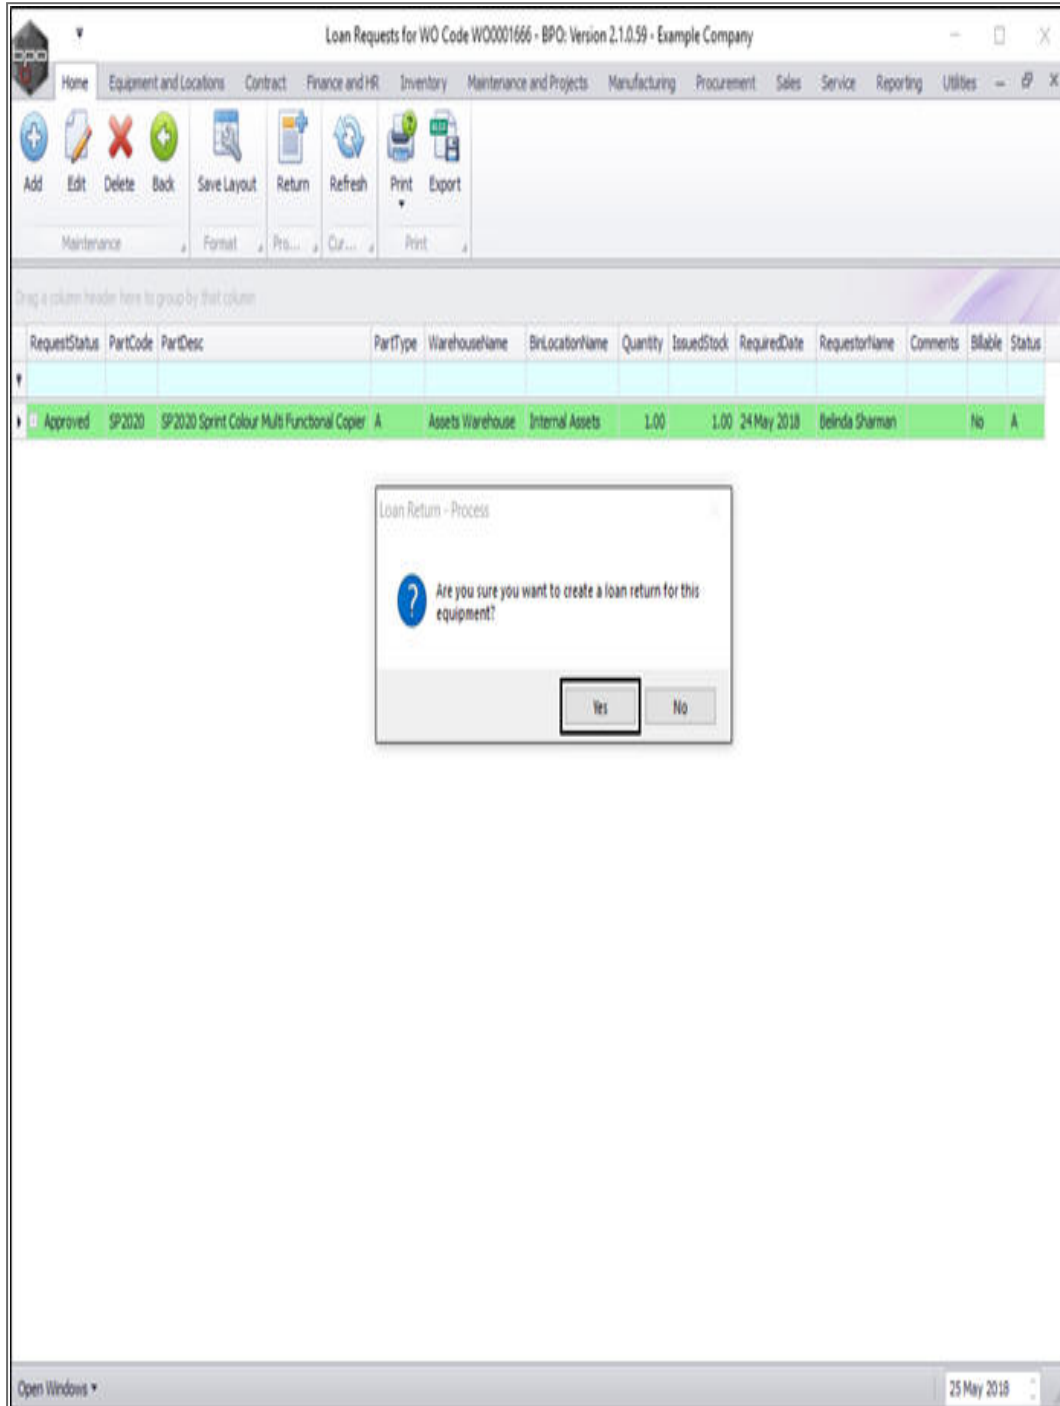 Loan Requests for WO Code WO0001666 - BPO: Version 2.1.0.59 - Example Company
bpo
Home Equipment and Locations Contract Finance and HR Inventory Maintenance and Projects Manufacturing Procurement Sales Service Reporting Utilities
Add Edit Delete Back Save Layout Return Refresh Print Export
Maintenance Format Pro... Cur... Print
Drag a column header here to group by that column
RequestStatus PartCode PartDesc PartType WarehouseName BinLocationName Quantity IssuedStock RequiredDate RequestorName Comments Billable Status
Approved SP2020 SP2020 Sprint Colour Multi Functional Copier A Assets Warehouse Internal Assets 1.00 1.00 24 May 2018 Belinda Sharman No A
Loan Return - Process
Are you sure you want to create a loan return for this
equipment?
Yes No
Open Windows 25 May 2018